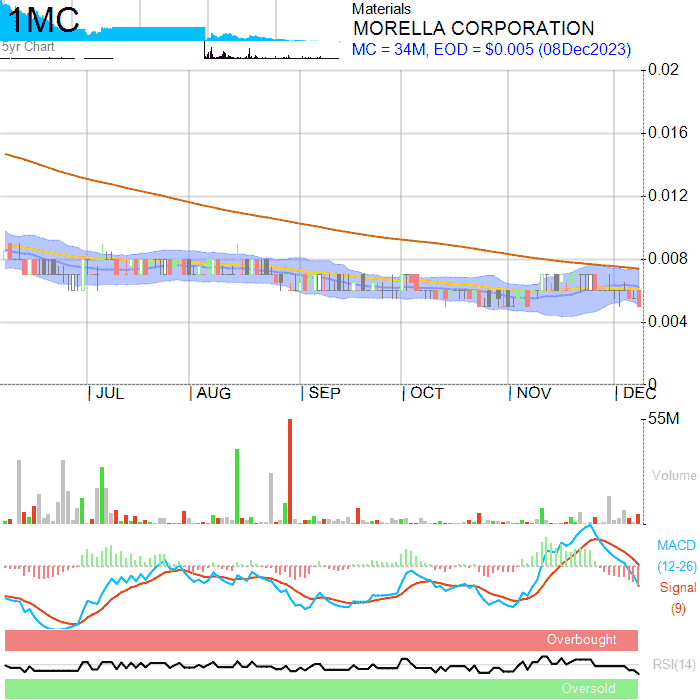 1MC
5yr Chart
Materials
MORELLA CORPORATION
MC = 34M, EOD = $0.005 (08Dec2023)
0.02
0.016
0.012
0.008
0.004
0
JUL AUG SEP OCT NOV DEC
55M
Volume
MACD
(12-26)
Signal
(9)
Overbought
RSI(14)
Oversold